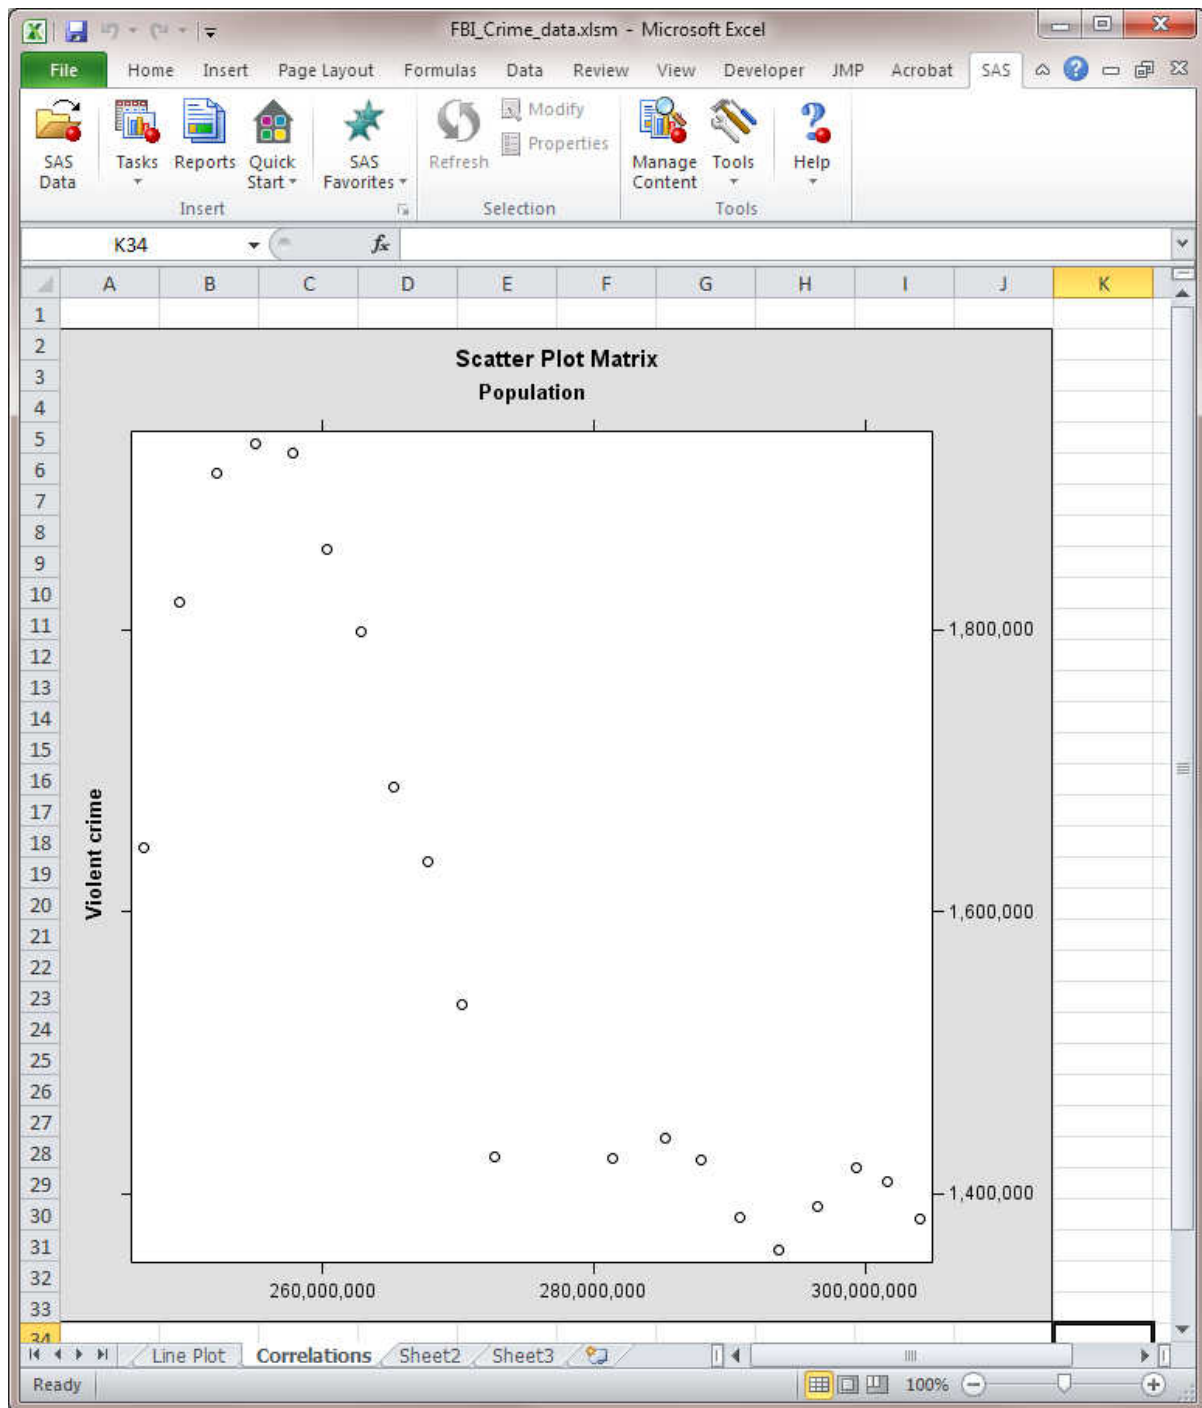 FBI_Crime_data.xlsm - Microsoft Excel
File Home Insert Page Layout Formulas Data Review View Developer JMP Acrobat SAS
Modify
Properties
SAS Data
Tasks
Reports
Quick Start
SAS Favorites
Refresh
Manage Content
Tools
Help
Insert Selection Tools
K34 fx
A B C D E F G H I J K
1
2
3
4
5
6
7
8
9
10
11
12
13
14
15
16
17
18
19
20
21
22
23
24
25
26
27
28
29
30
31
32
33
34
Scatter Plot Matrix
Population
Violent crime
1,800,000
1,600,000
1,400,000
260,000,000 280,000,000 300,000,000
Line Plot Correlations Sheet2 Sheet3
Ready 100%